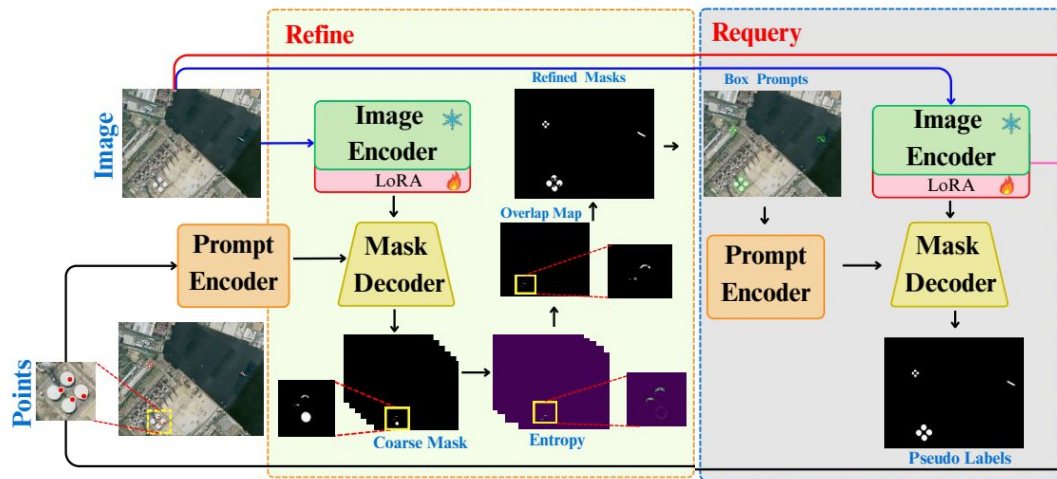 Refine
Requery
Image
Refined Masks
Box Prompts
Image
Encoder
LoRA
Image
Encoder
LoRA
Overlap Map
Prompt
Encoder
Mask
Decoder
Prompt
Encoder
Mask
Decoder
Points
Coarse Mask
Entropy
Pseudo Labels